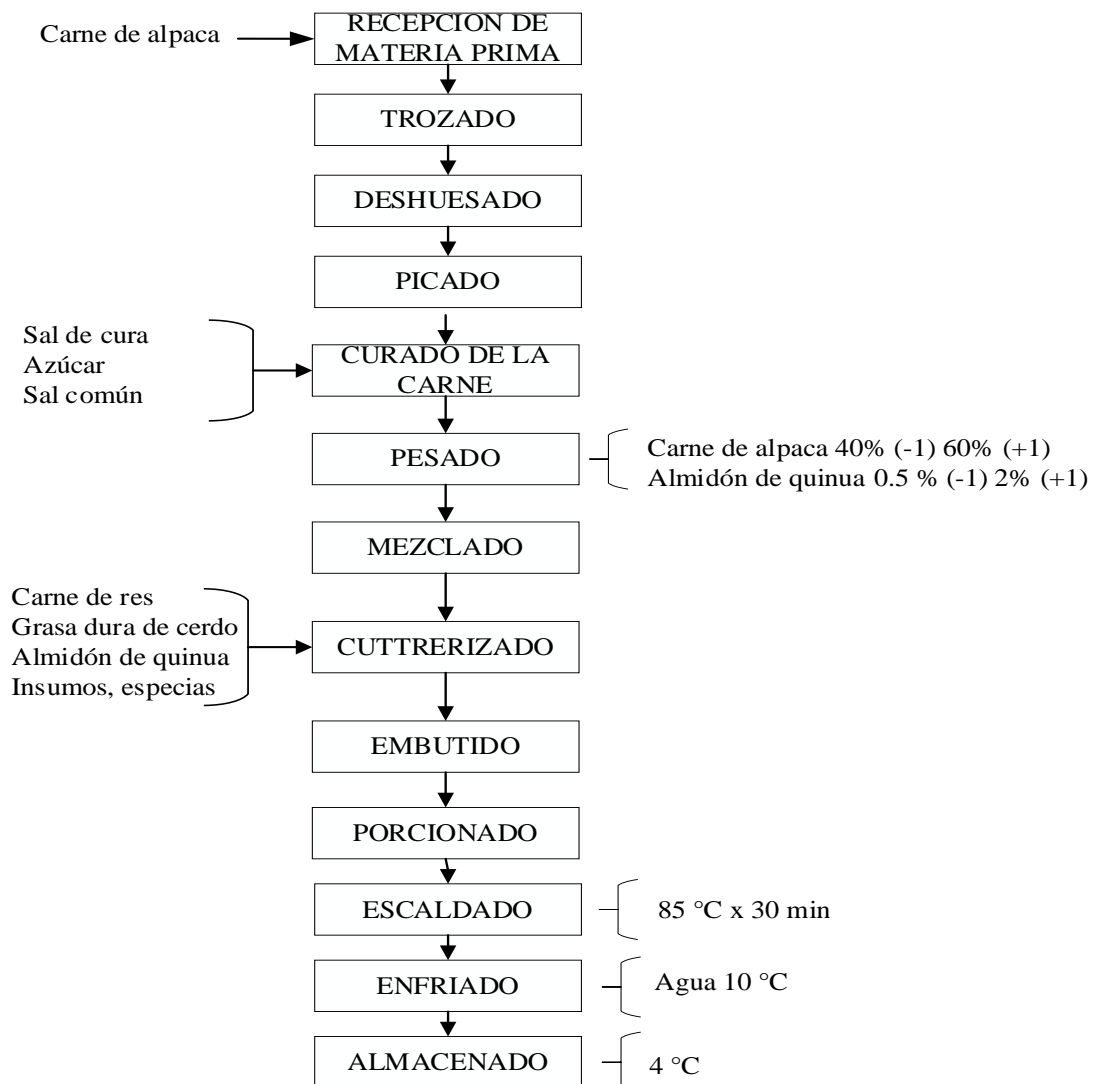 Carne de alpaca
RECEPCION DE
MATERIA PRIMA
TROZADO
DESHUESADO
PICADO
Sal de cura
Azúcar
Sal común
CURADO DE LA
CARNE
PESADO
Carne de alpaca 40% (-1) 60% (+1)
Almidón de quinua 0.5 % (-1) 2% (+1)
MEZCLADO
Carne de res
Grasa dura de cerdo
Almidón de quinua
Insumos, especias
CUTTRERIZADO
EMBUTIDO
PORCIONADO
ESCALDADO
85 °C x 30 min
ENFRIADO
Agua 10 °C
ALMACENADO
4 °C